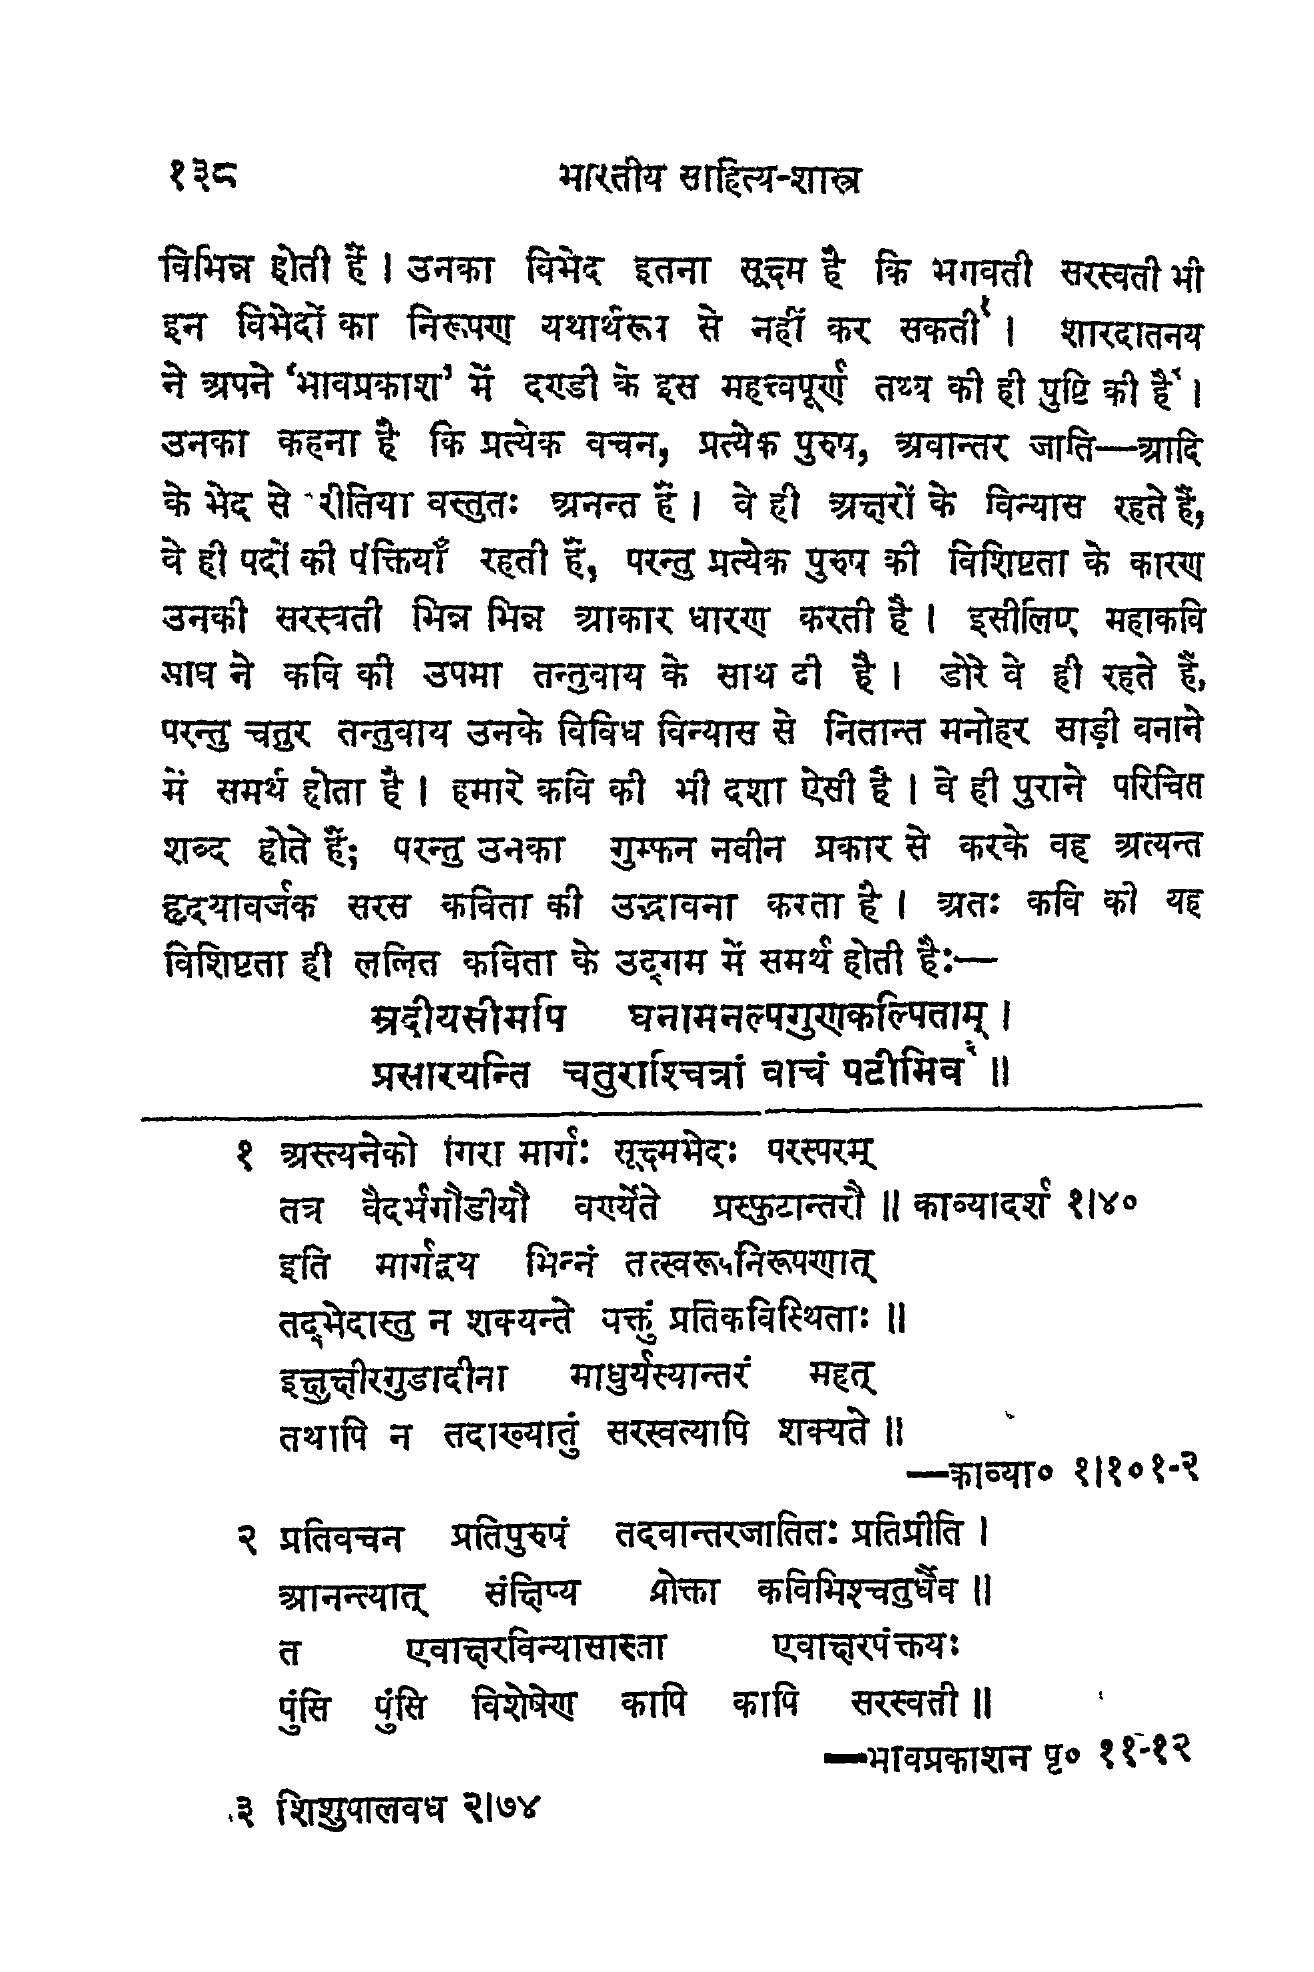 १३८ भारतीय साहित्य-शास्त्र
विभिन्न होती हैं । उनका विभेद इतना सूक्ष्म है कि भगवती सरस्वती भी
इन विभेदों का निरूपण यथार्थरूप से नहीं कर सकती१ । शारदातनय
ने अपने ‘भावप्रकाश’ में दण्डी के इस महत्त्वपूर्ण तथ्य की ही पुष्टि की है२ ।
उनका कहना है कि प्रत्येक वचन, प्रत्येक पुरुष, अवान्तर जाति—आदि
के भेद से रीतिया वस्तुतः अनन्त हैं । वे ही अक्षरों के विन्यास रहते हैं,
वे ही पदों की पंक्तियाँ रहती हैं, परन्तु प्रत्येक पुरुष की विशिष्टता के कारण
उनकी सरस्वती भिन्न भिन्न आकार धारण करती है । इसीलिए महाकवि
माघ ने कवि की उपमा तन्तुवाय के साथ दी है । डोरे वे ही रहते हैं,
परन्तु चतुर तन्तुवाय उनके विविध विन्यास से नितान्त मनोहर साड़ी वनाने
में समर्थ होता है । हमारे कवि की भी दशा ऐसी है । वे ही पुराने परिचित
शब्द होते हैं; परन्तु उनका गुम्फन नवीन प्रकार से करके वह अत्यन्त
हृदयावर्जक सरस कविता की उद्भावना करता है । अतः कवि की यह
विशिष्टता ही ललित कविता के उद्गम में समर्थ होती है:—
म्रदीयसीमपि घनामनल्पगुणकल्पिताम् ।
प्रसारयन्ति चतुराश्चित्रां वाचं पटीमिव३ ॥
१ अस्त्यनेको गिरा मार्गः सूक्ष्मभेदः परस्परम्
तत्र वैदर्भगौडीयौ वर्ण्येते प्रस्फुटान्तरौ ॥ काव्यादर्श १।४०
इति मार्गद्वय भिन्नं तत्स्वरूपनिरूपणात्
तद्भेदास्तु न शक्यन्ते वक्तुं प्रतिकविस्थिताः ॥
इक्षुक्षीरगुडादीना माधुर्यस्यान्तरं महत्
तथापि न तदाख्यातुं सरस्वत्यापि शक्यते ॥
—काव्या० १।१०१-२
२ प्रतिवचन प्रतिपुरुषं तदवान्तरजातितः प्रतिप्रीति ।
आनन्त्यात् संक्षिप्य प्रोक्ता कविभिश्चतुर्धैव ॥
त एवाक्षरविन्यासास्ता एवाक्षरपंक्तयः
पुंसि पुंसि विशेषेण कापि कापि सरस्वती ॥
—भावप्रकाशन पृ० ११-१२
३ शिशुपालवध २।७४